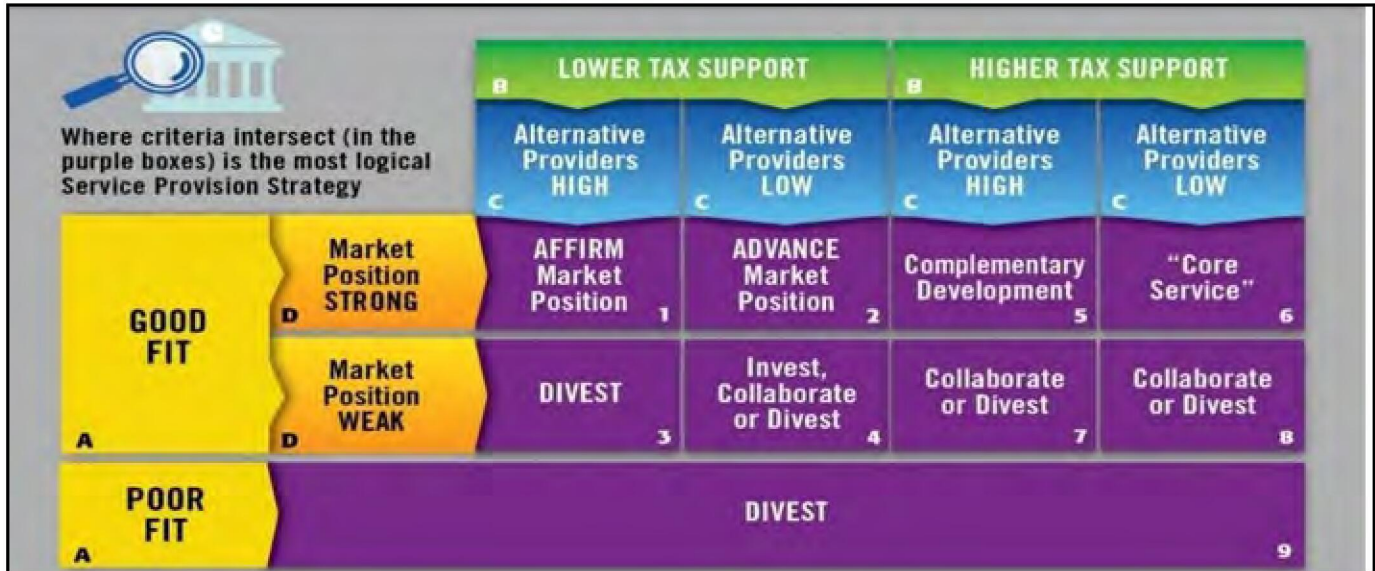 B LOWER TAX SUPPORT
B HIGHER TAX SUPPORT
Where criteria intersect (in the
purple boxes) is the most logical
Service Provision Strategy
Alternative
Providers
HIGH
C
Alternative
Providers
LOW
C
Alternative
Providers
HIGH
C
Alternative
Providers
LOW
C
GOOD
FIT
A
Market
Position
STRONG
D
AFFIRM
Market
Position
1
ADVANCE
Market
Position
2
Complementary
Development
5
“Core
Service”
6
Market
Position
WEAK
D
DIVEST
3
Invest,
Collaborate
or Divest
4
Collaborate
or Divest
7
Collaborate
or Divest
8
POOR
FIT
A
DIVEST
9